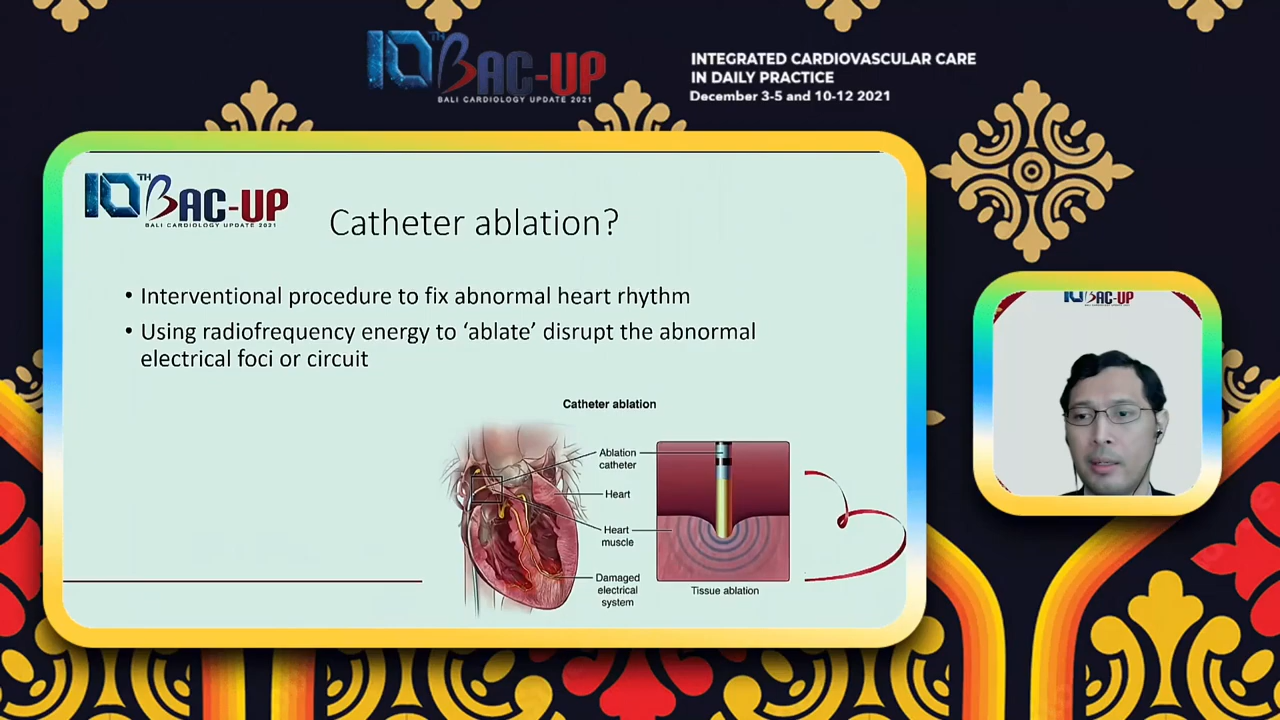 10TH BAC-UP
BALI CARDIOLOGY UPDATE 2021
INTEGRATED CARDIOVASCULAR CARE
IN DAILY PRACTICE
December 3-5 and 10-12 2021
10TH BAC-UP
BALI CARDIOLOGY UPDATE 2021
Catheter ablation?
• Interventional procedure to fix abnormal heart rhythm
• Using radiofrequency energy to ‘ablate’ disrupt the abnormal
electrical foci or circuit
Catheter ablation
Ablation
catheter
Heart
Heart
muscle
Damaged
electrical
system
Tissue ablation
10 BAC-UP